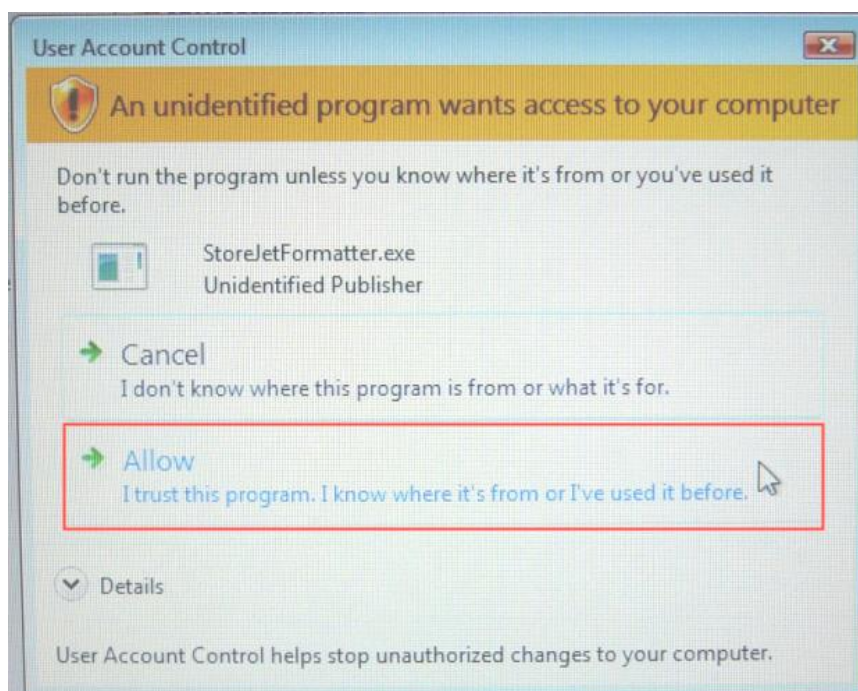 User Account Control
An unidentified program wants access to your computer
Don't run the program unless you know where it's from or you've used it
before.
StoreJetFormatter.exe
Unidentified Publisher
Cancel
I don't know where this program is from or what it's for.
Allow
I trust this program. I know where it's from or I've used it before.
Details
User Account Control helps stop unauthorized changes to your computer.